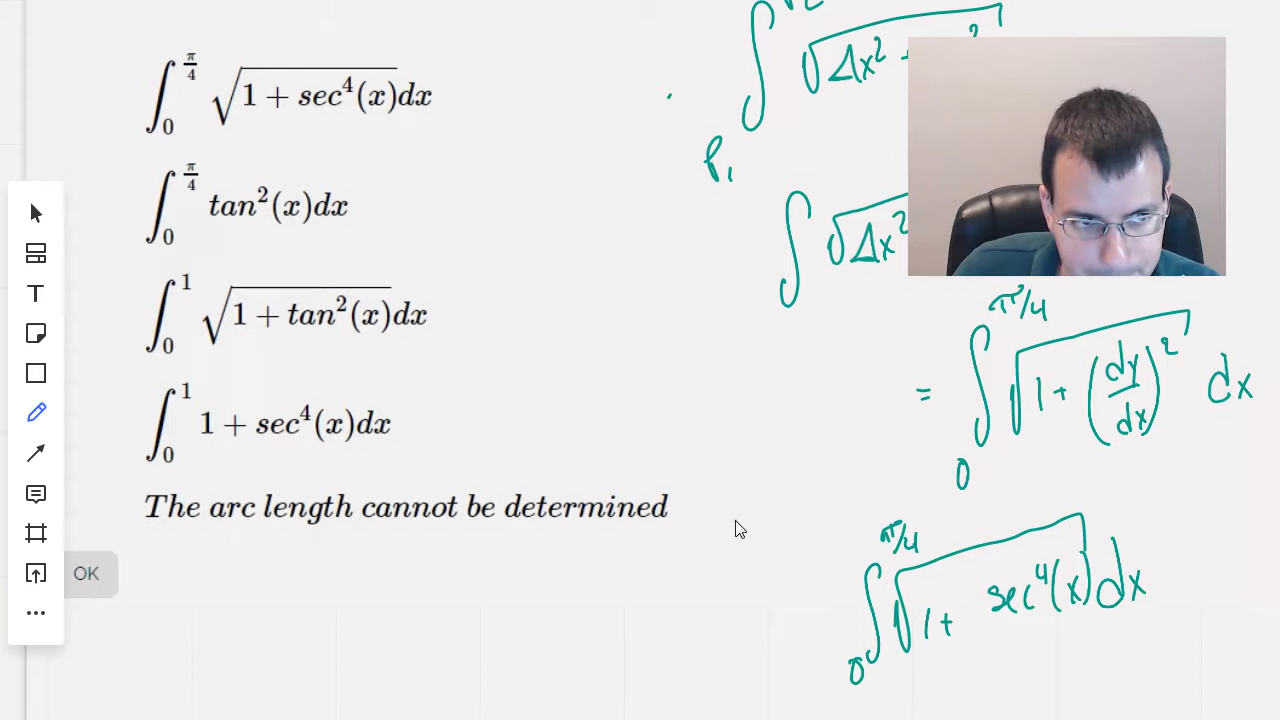 ∫_0^{π/4} √(1 + sec⁴(x)) dx
∫_0^{π/4} tan²(x)dx
∫_0^1 √(1 + tan²(x)) dx
∫_0^1 1 + sec⁴(x)dx
The arc length cannot be determined
OK
T
∫_{P₁} √Δx² +
∫ √Δx²
= ∫_0^{π/4} √(1 + (dy/dx)²) dx
∫_0^{π/4} √(1 + sec⁴(x)) dx